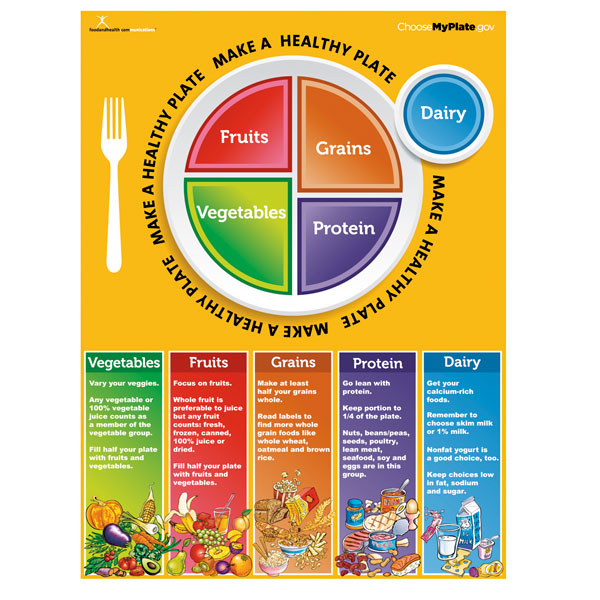 foodandhealth communications
ChooseMyPlate.gov
MAKE A HEALTHY PLATE
MAKE A HEALTHY PLATE
MAKE A HEALTHY PLATE
MAKE A HEALTHY PLATE
Fruits
Grains
Dairy
Vegetables
Protein
Vegetables
Vary your veggies.
Any vegetable or
100% vegetable
juice counts as
a member of the
vegetable group.
Fill half your plate
with fruits and
vegetables.
Fruits
Focus on fruits.
Whole fruit is
preferable to juice
but any fruit
counts: fresh,
frozen, canned,
100% juice or
dried.
Fill half your plate
with fruits and
vegetables.
Grains
Make at least
half your grains
whole.
Read labels to
find more whole
grain foods like
whole wheat,
oatmeal and brown
rice.
Protein
Go lean with
protein.
Keep portion to
1/4 of the plate.
Nuts, beans/peas,
seeds, poultry,
lean meat,
seafood, soy and
eggs are in this
group.
Dairy
Get your
calcium-rich
foods.
Remember to
choose skim milk
or 1% milk.
Nonfat yogurt is
a good choice, too.
Keep choices low
in fat, sodium
and sugar.
MILK